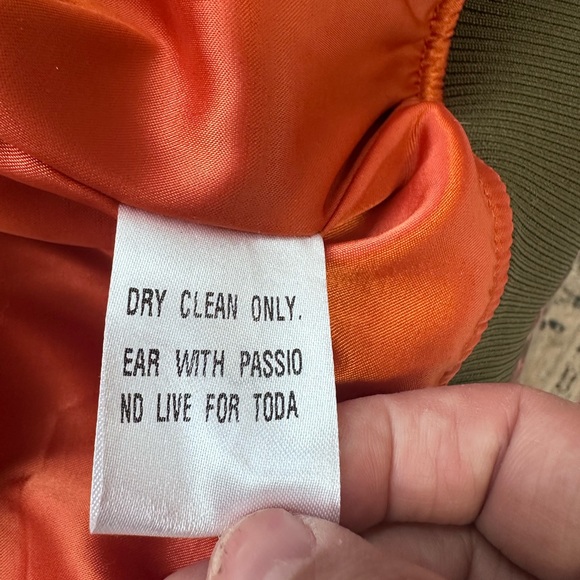 DRY CLEAN ONLY.
EAR WITH PASSIO
ND LIVE FOR TODA